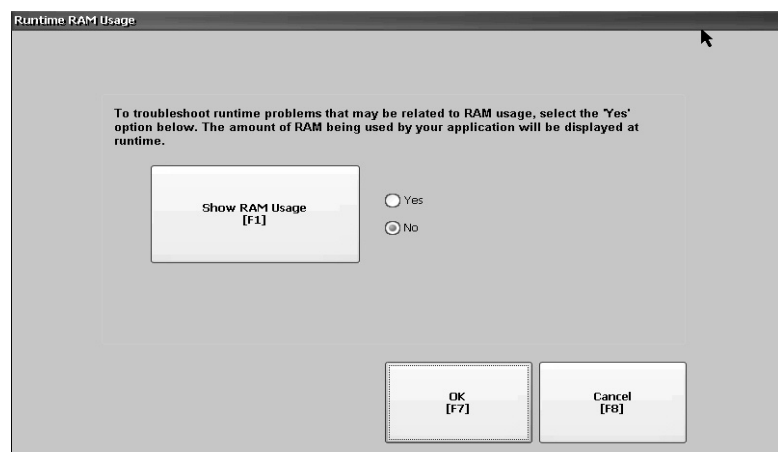 Runtime RAM Usage
To troubleshoot runtime problems that may be related to RAM usage, select the 'Yes'
option below. The amount of RAM being used by your application will be displayed at
runtime.
Show RAM Usage
[F1]
Yes
No
OK
[F7]
Cancel
[F8]